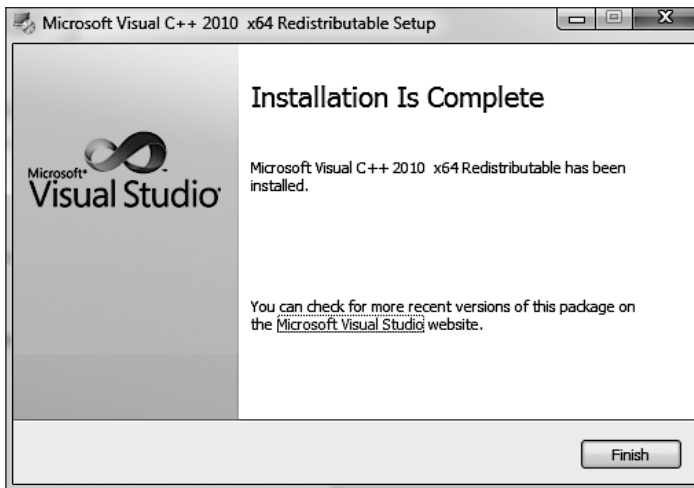 Microsoft Visual C++ 2010  x64 Redistributable Setup
Microsoft®
Visual Studio
Installation Is Complete
Microsoft Visual C++ 2010  x64 Redistributable has been
installed.
You can check for more recent versions of this package on
the Microsoft Visual Studio website.
Finish